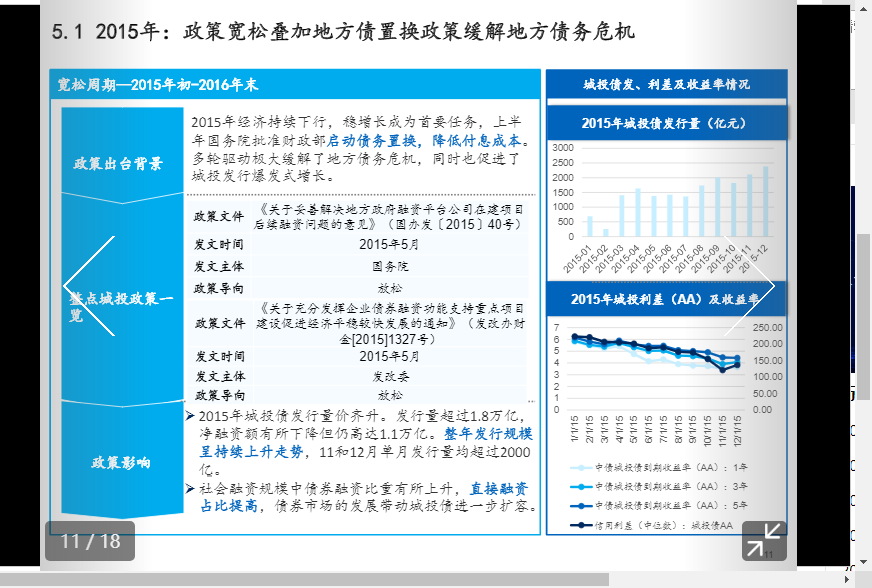 5.1 2015年：政策宽松叠加地方债置换政策缓解地方债务危机
宽松周期—2015年初-2016年末
政策出台背景
2015年经济持续下行，稳增长成为首要任务，上半
年国务院批准财政部启动债务置换，降低付息成本。
多轮驱动极大缓解了地方债务危机，同时也促进了
城投发行爆发式增长。
整点城投政策一
览
政策文件
《关于妥善解决地方政府融资平台公司在建项目
后续融资问题的意见》（国办发〔2015〕40号）
发文时间 2015年5月
发文主体 国务院
政策导向 放松
政策文件
《关于充分发挥企业债券融资功能支持重点项目
建设促进经济平稳较快发展的通知》（发改办财
金[2015]1327号）
发文时间 2015年5月
发文主体 发改委
政策导向 放松
政策影响
➤2015年城投债发行量价齐升。发行量超过1.8万亿，
净融资额有所下降但仍高达1.1万亿。整年发行规模
呈持续上升走势，11和12月单月发行量均超过2000
亿。
➤社会融资规模中债券融资比重有所上升，直接融资
占比提高，债券市场的发展带动城投债进一步扩容。
城投债发、利差及收益率情况
2015年城投债发行量（亿元）
3000
2500
2000
1500
1000
500
0
2015-01 2015-02 2015-03 2015-04 2015-05 2015-06 2015-07 2015-08 2015-09 2015-10 2015-11 2015-12
2015年城投利差（AA）及收益率
7 250.00
6 200.00
5 150.00
4 100.00
3 50.00
2 0.00
1
0
1/1/15 2/1/15 3/1/15 4/1/15 5/1/15 6/1/15 7/1/15 8/1/15 9/1/15 10/1/15 11/1/15 12/1/15
中债城投债到期收益率（AA）：1年
中债城投债到期收益率（AA）：3年
中债城投债到期收益率（AA）：5年
信用利差（中位数）：城投债AA
11 / 18
11